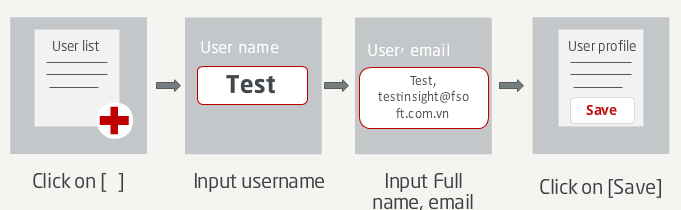 User list
Click on [  ]
User name
Test
Input username
User, email
Test,
testinsight@fso
ft.com.vn
Input Full
name, email
User profile
Save
Click on [Save]